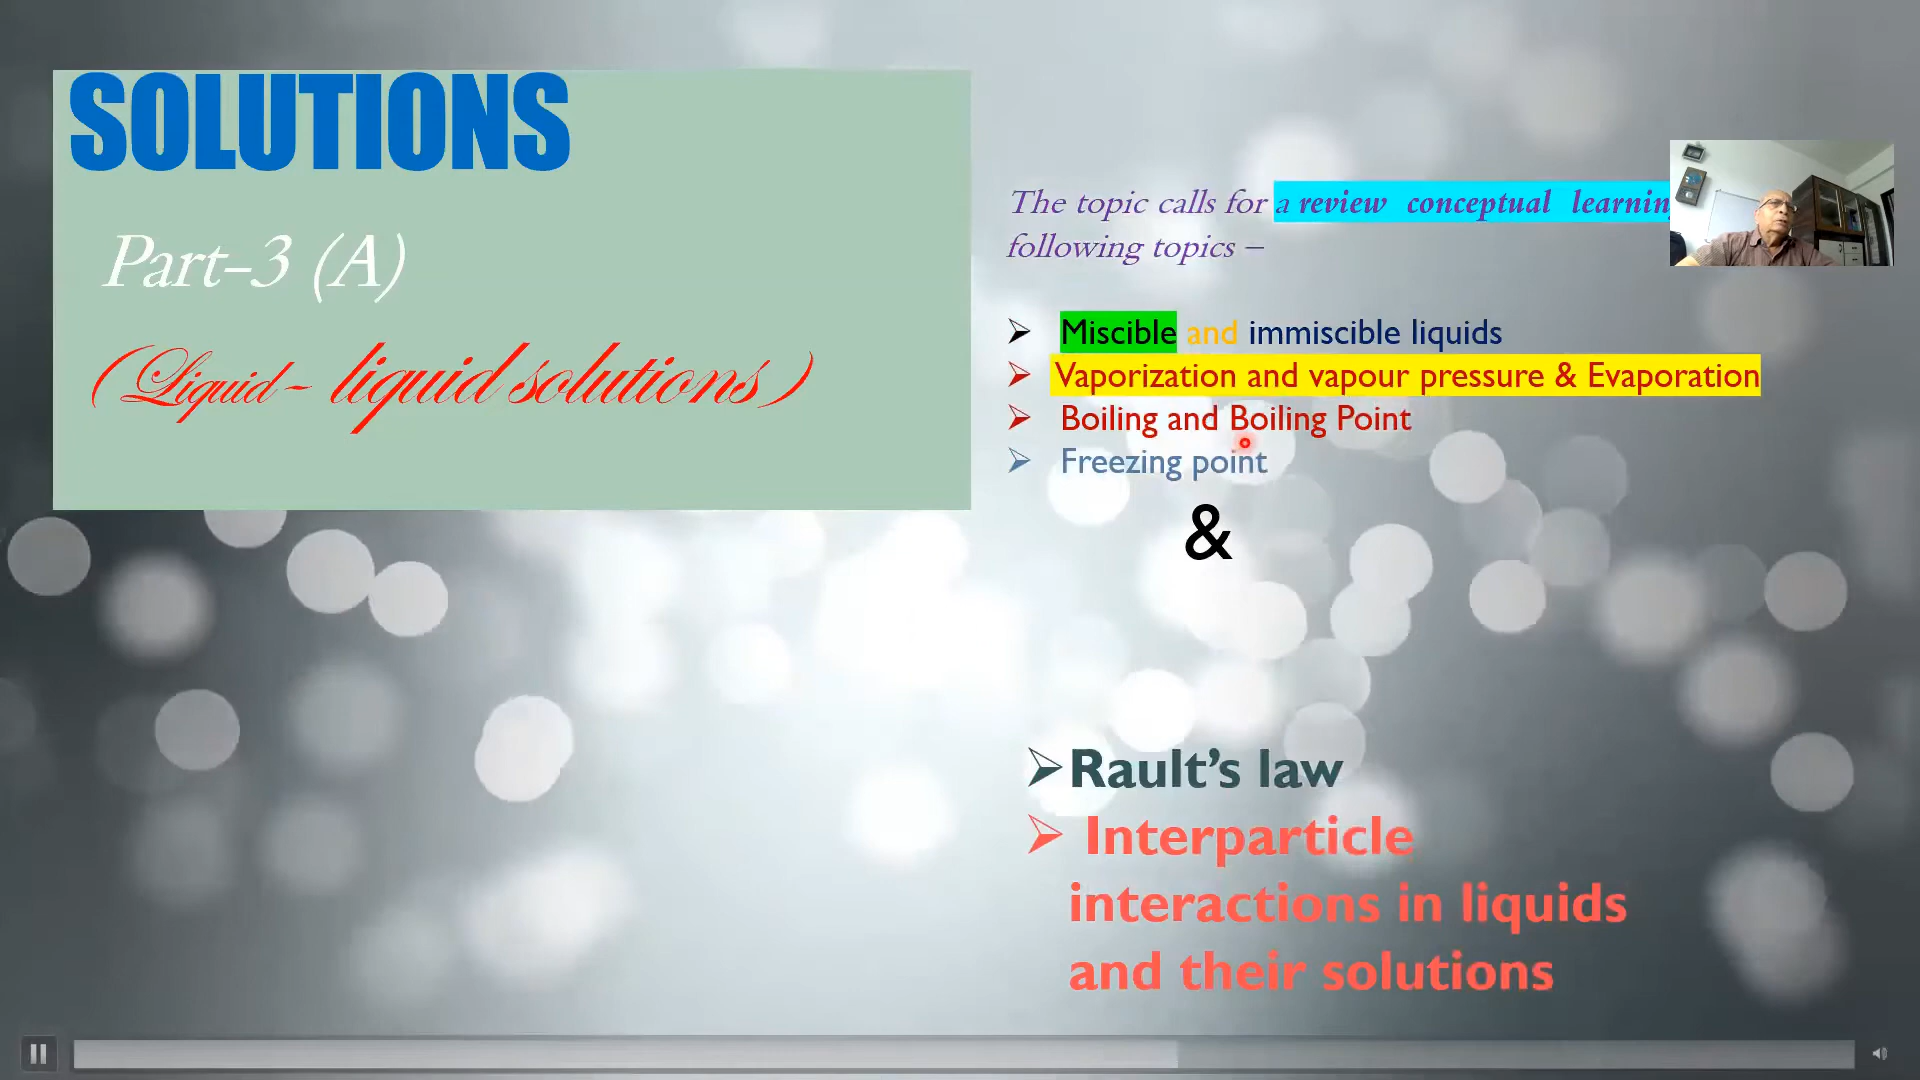 SOLUTIONS
Part-3 (A)
(Liquid- liquid solutions)
The topic calls for a review conceptual
following topics –
➢ Miscible and immiscible liquids
➢ Vaporization and vapour pressure & Evaporation
➢ Boiling and Boiling Point
➢ Freezing point
&
➢Rault’s law
➢ Interparticle
interactions in liquids
and their solutions